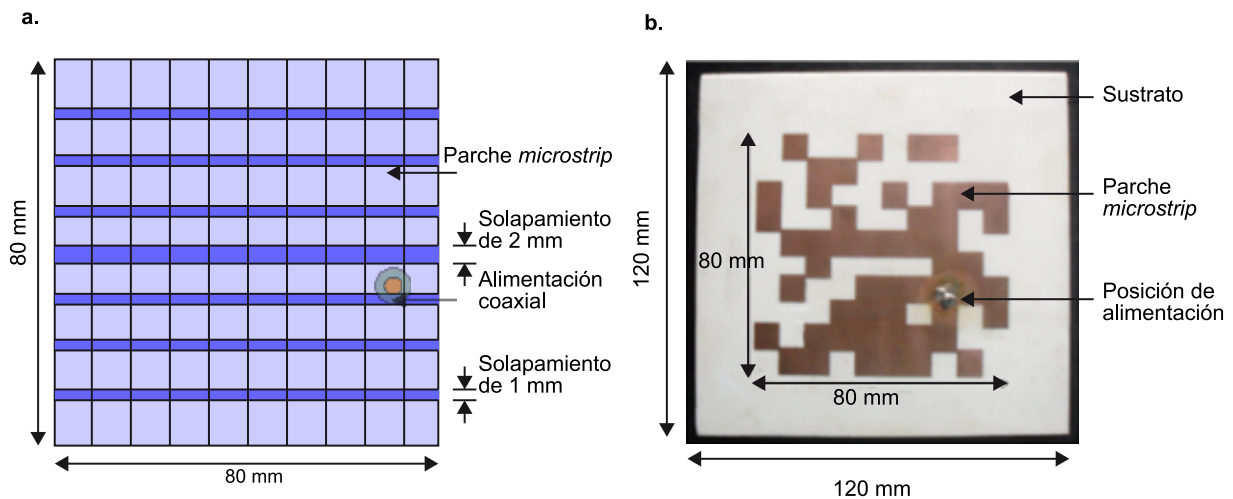 a.
80 mm
Parche microstrip
Solapamiento
de 2 mm
Alimentación
coaxial
Solapamiento
de 1 mm
80 mm
b.
120 mm
80 mm
80 mm
Sustrato
Parche
microstrip
Posición de
alimentación
120 mm